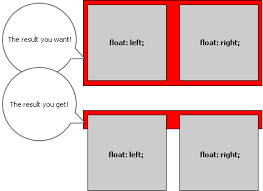 The result you want!
float: left;
float: right;
The result you get!
float: left;
float: right;